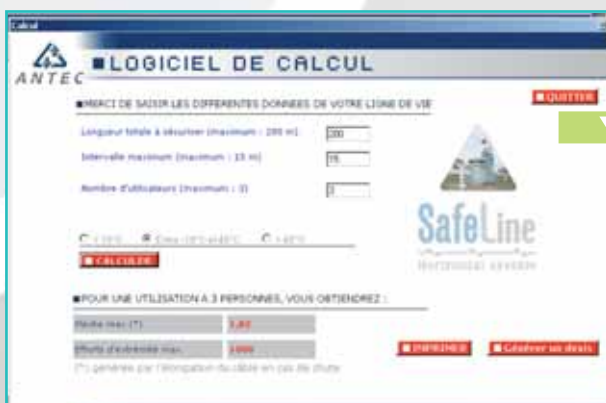 Calcul
ANTEC
LOGICIEL DE CALCUL
QUITTER
MERCI DE SAISIR LES DIFFERENTES DONNEES DE VOTRE LIGNE DE VIE
Longueur totale à sécuriser (maximum : 200 m) 200
Intervalle maximum (maximum : 15 m) 15
Nombre d'utilisateurs (maximum : 3) 3
SafeLine
CALCULER
POUR UNE UTILISATION A 3 PERSONNES, VOUS OBTIENDREZ :
Flèche max (*)
Efforts d'extrémité max.
IMPRIMER Générer un devis
(*) générée par l'élongation du câble en cas de chute